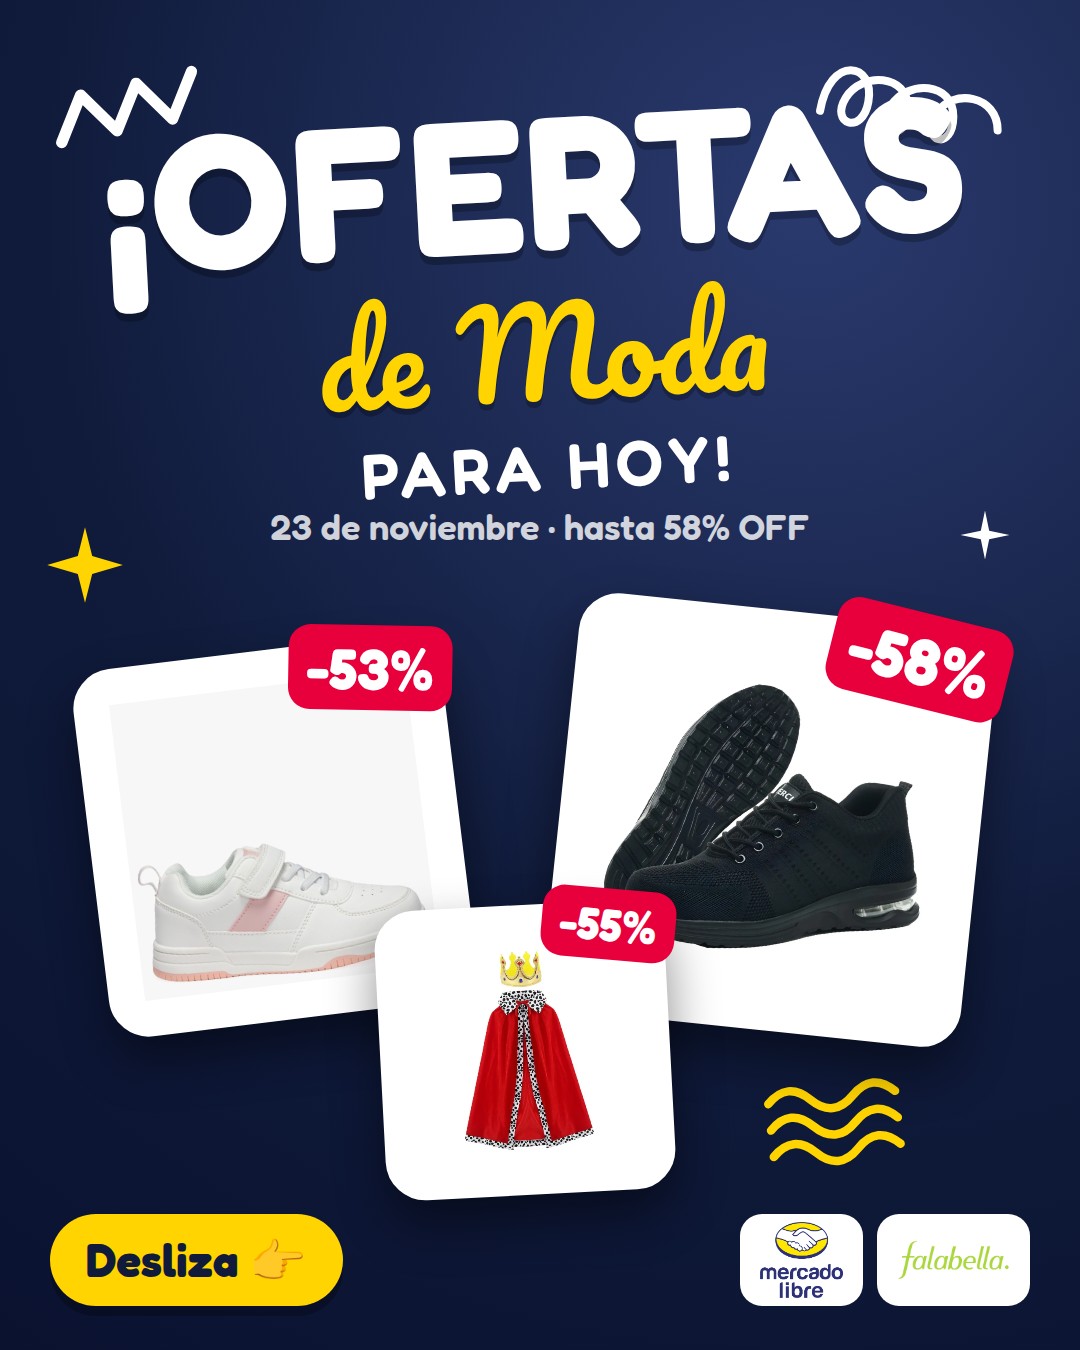 ¡OFERTAS
de Moda
PARA HOY!
23 de noviembre · hasta 58% OFF
-53%
-58%
-55%
Desliza 👉
mercado
libre
falabella.